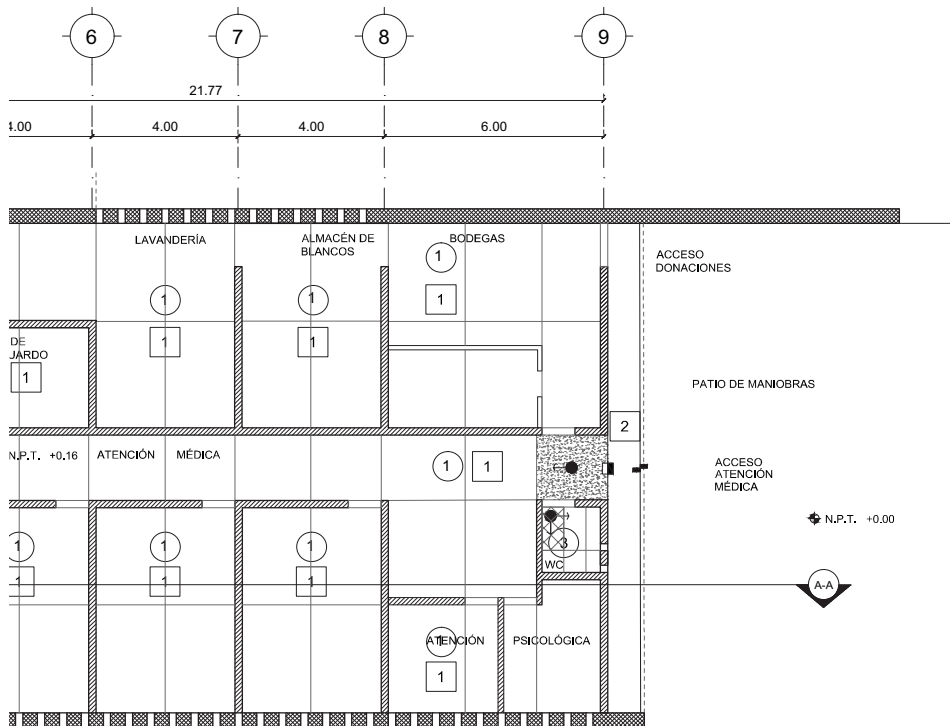 6 7 8 9
21.77
4.00 4.00 4.00 6.00
LAVANDERÍA
ALMACÉN DE
BLANCOS
BODEGAS
ACCESO
DONACIONES
1
1 1
1
1 1
DE
JARDO
1
PATIO DE MANIOBRAS
2
N.P.T. +0.16 ATENCIÓN MÉDICA
1 1
ACCESO
ATENCIÓN
MÉDICA
N.P.T. +0.00
1 1 1 3
WC
1 1 1
A-A
ATENCIÓN PSICOLÓGICA
1
1